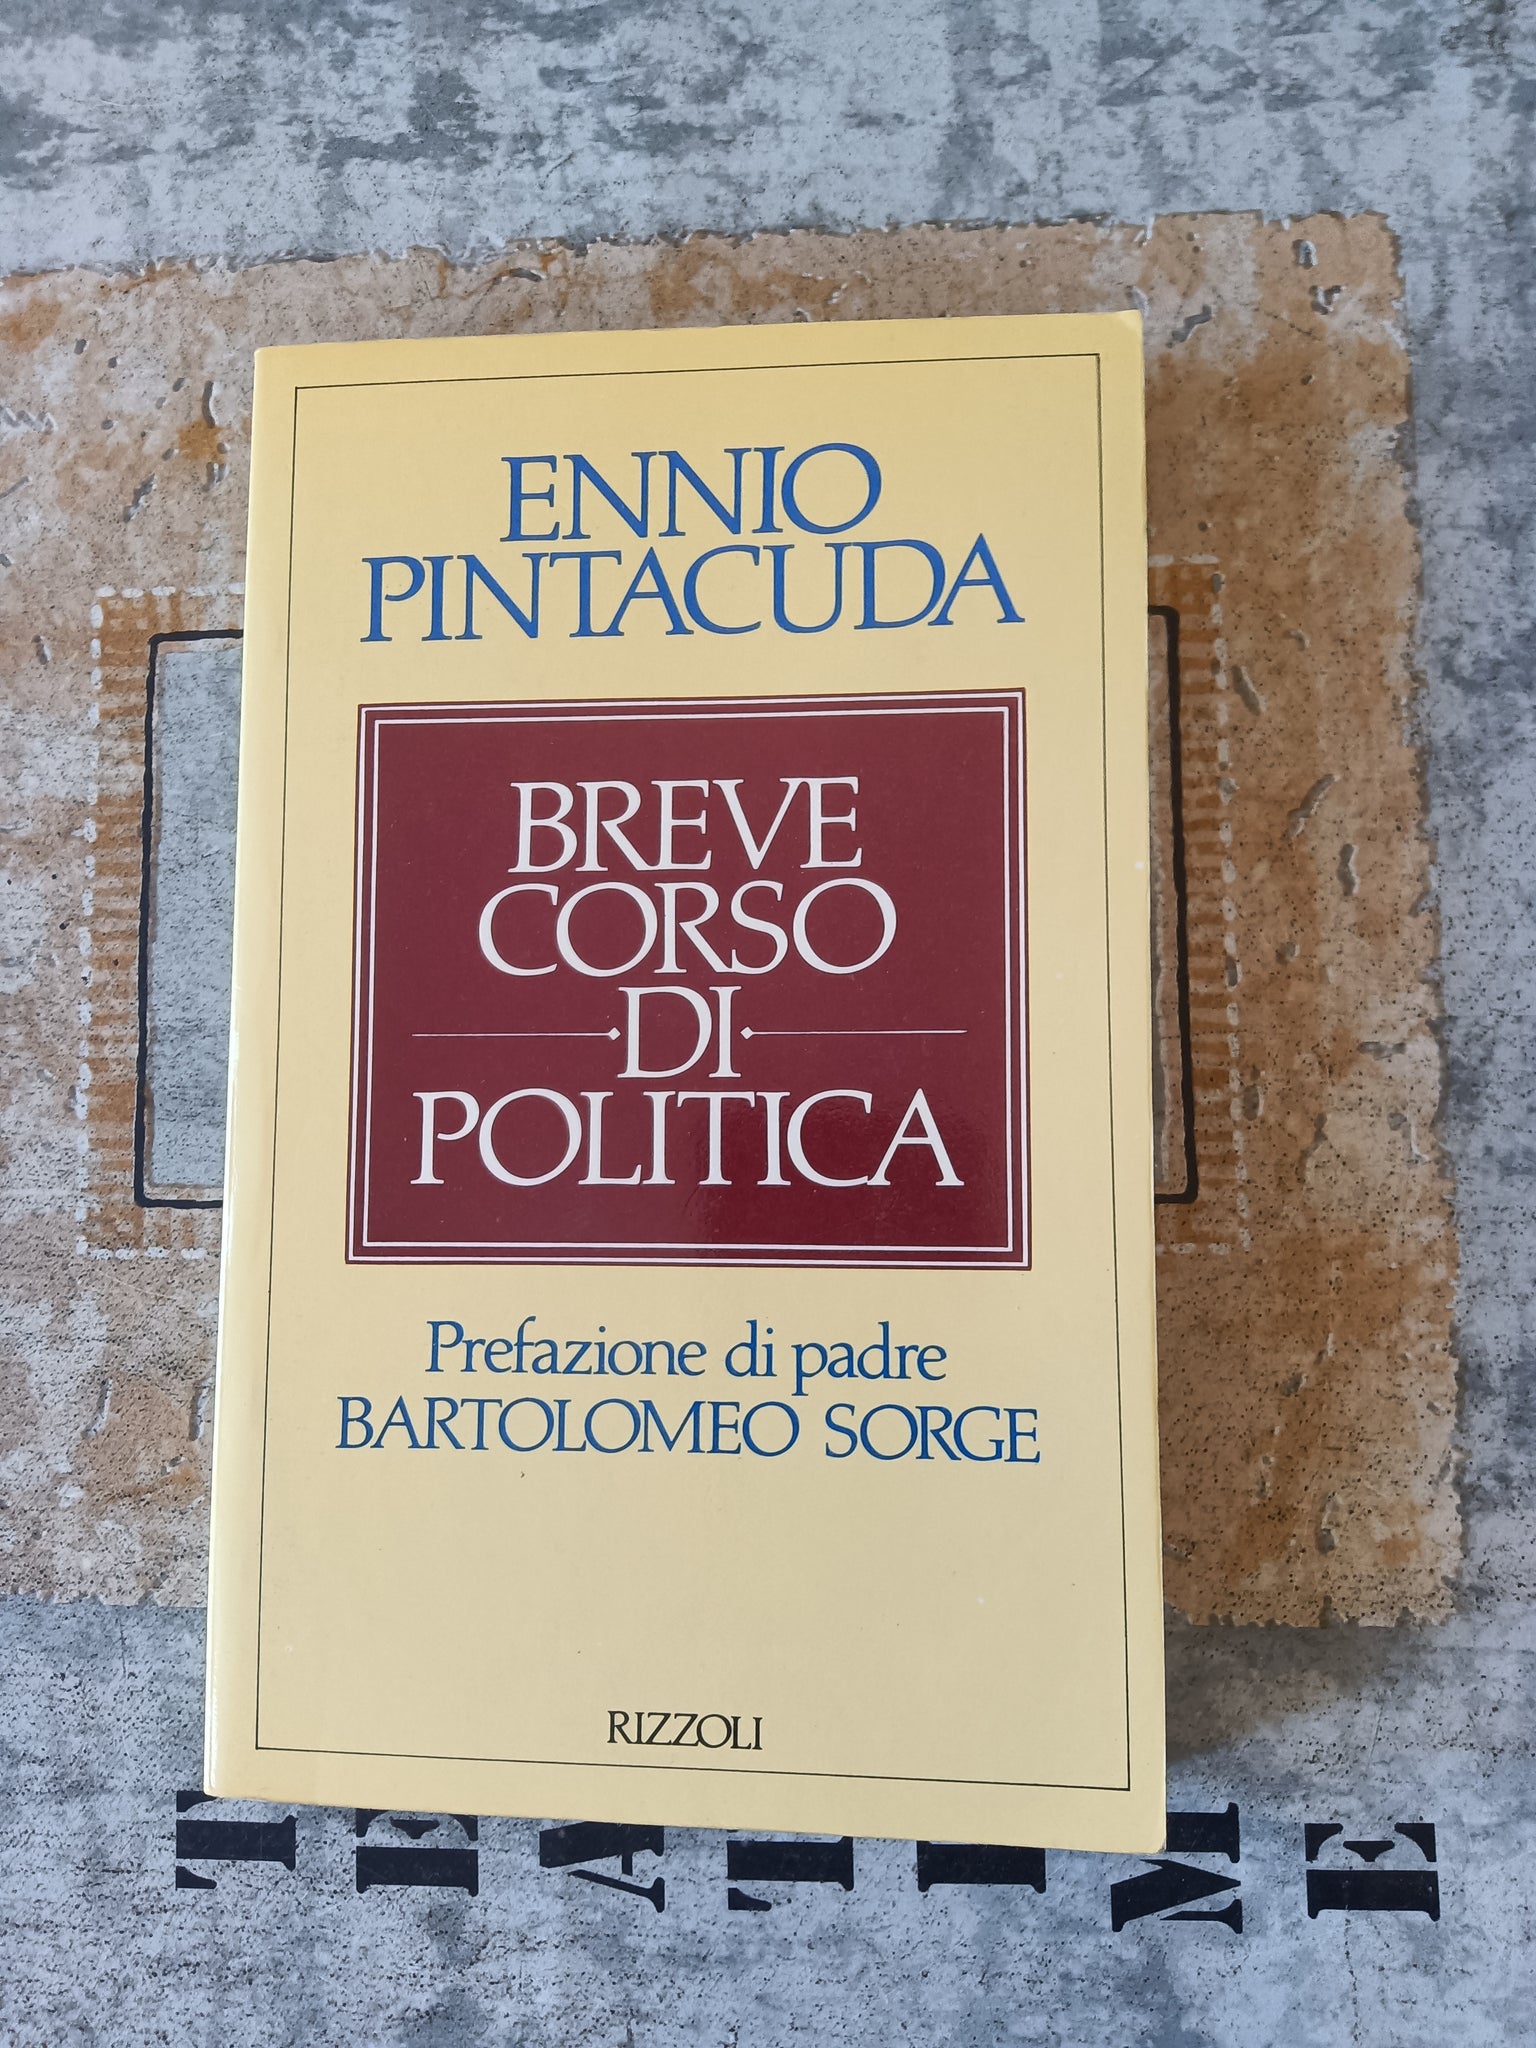 ENNIO
PINTACUDA
BREVE
CORSO
DI
POLITICA
Prefazione di padre
BARTOLOMEO SORGE
RIZZOLI